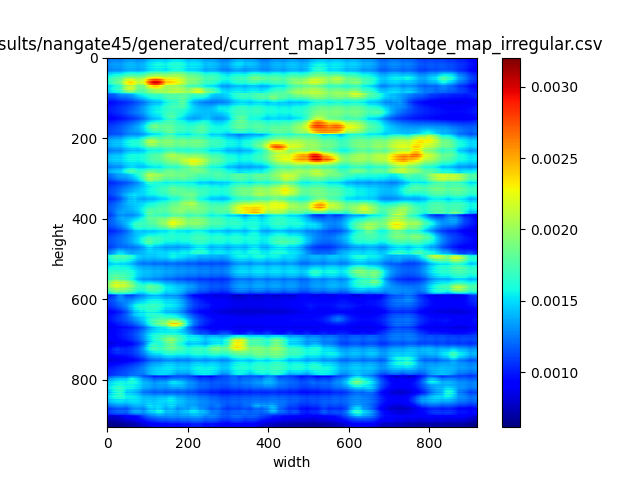 sults/nangate45/generated/current_map1735_voltage_map_irregular.csv
0
200
400
600
800
height
0 200 400 600 800
width
0.0030
0.0025
0.0020
0.0015
0.0010